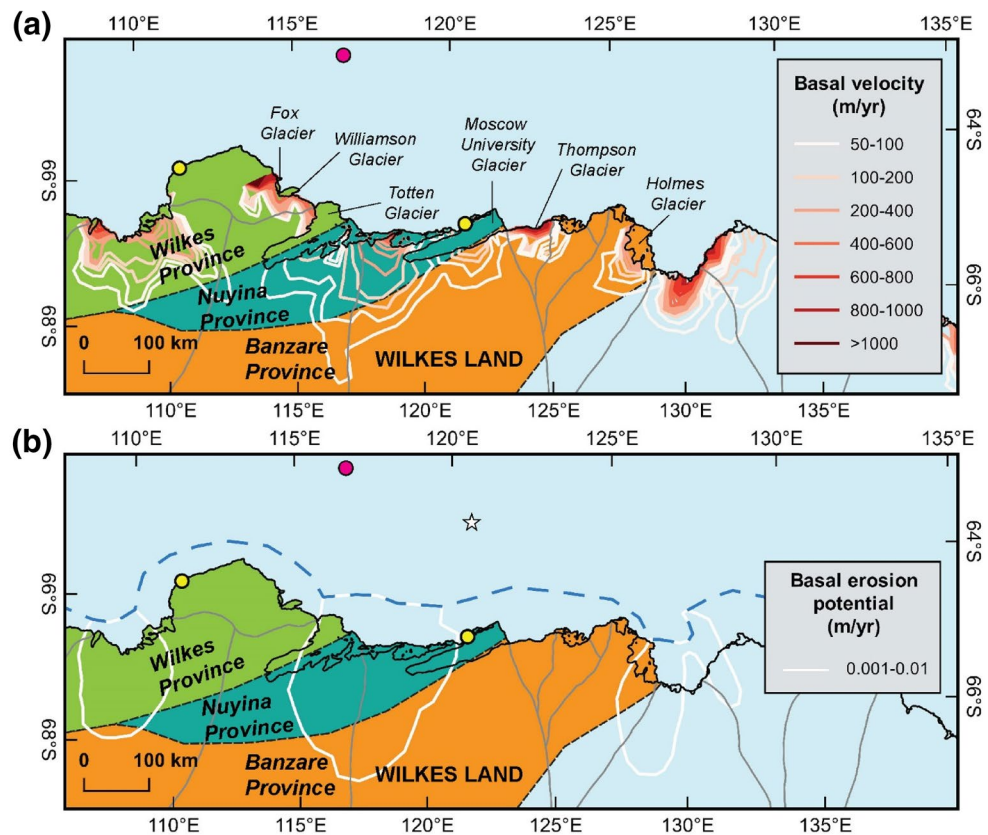 (a)
110°E 115°E 120°E 125°E 130°E 135°E
Basal velocity
(m/yr)
50-100
100-200
200-400
400-600
600-800
800-1000
>1000
64°S
66°S
66°S
68°S
Fox
Glacier
Williamson
Glacier
Totten
Glacier
Moscow
University
Glacier
Thompson
Glacier
Holmes
Glacier
Wilkes
Province
Nuyina
Province
Banzare
Province
WILKES LAND
0 100 km
110°E 115°E 120°E 125°E 130°E 135°E
(b)
110°E 115°E 120°E 125°E 130°E 135°E
64°S
66°S
66°S
68°S
Basal erosion
potential
(m/yr)
0.001-0.01
Wilkes
Province
Nuyina
Province
Banzare
Province
WILKES LAND
0 100 km
110°E 115°E 120°E 125°E 130°E 135°E